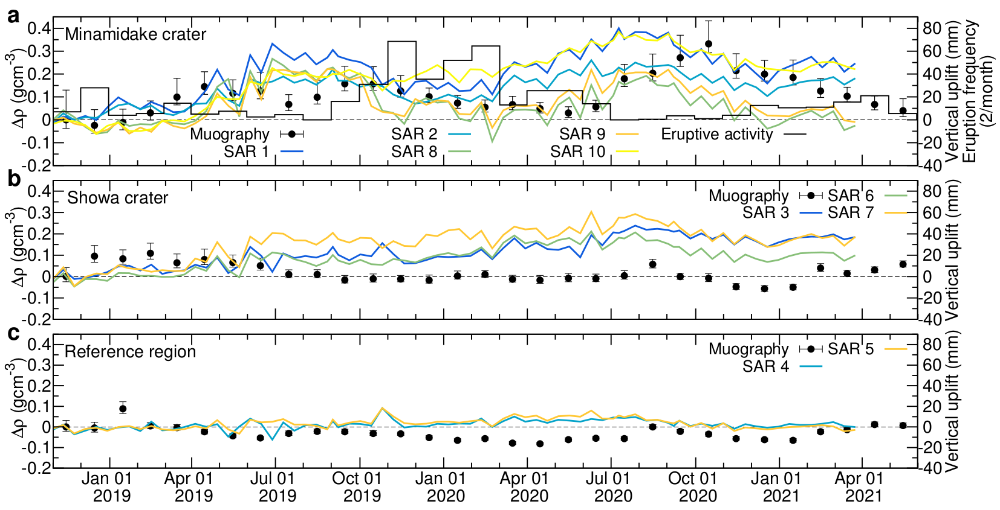 a
Minamidake crater
0.4
0.3
0.2
0.1
0
-0.1
-0.2
Δρ (gcm-3)
80
60
40
20
0
-20
-40
Vertical uplift (mm)
Eruption frequency
(2/month)
Muography SAR 2 SAR 9 Eruptive activity
SAR 1 SAR 8 SAR 10
b
Showa crater
0.4
0.3
0.2
0.1
0
-0.1
-0.2
Δρ (gcm-3)
80
60
40
20
0
-20
-40
Vertical uplift (mm)
Muography SAR 6
SAR 3 SAR 7
c
Reference region
0.4
0.3
0.2
0.1
0
-0.1
-0.2
Δρ (gcm-3)
80
60
40
20
0
-20
-40
Vertical uplift (mm)
Muography SAR 5
SAR 4
Jan 01 Apr 01 Jul 01 Oct 01 Jan 01 Apr 01 Jul 01 Oct 01 Jan 01 Apr 01
2019 2019 2019 2019 2020 2020 2020 2020 2021 2021